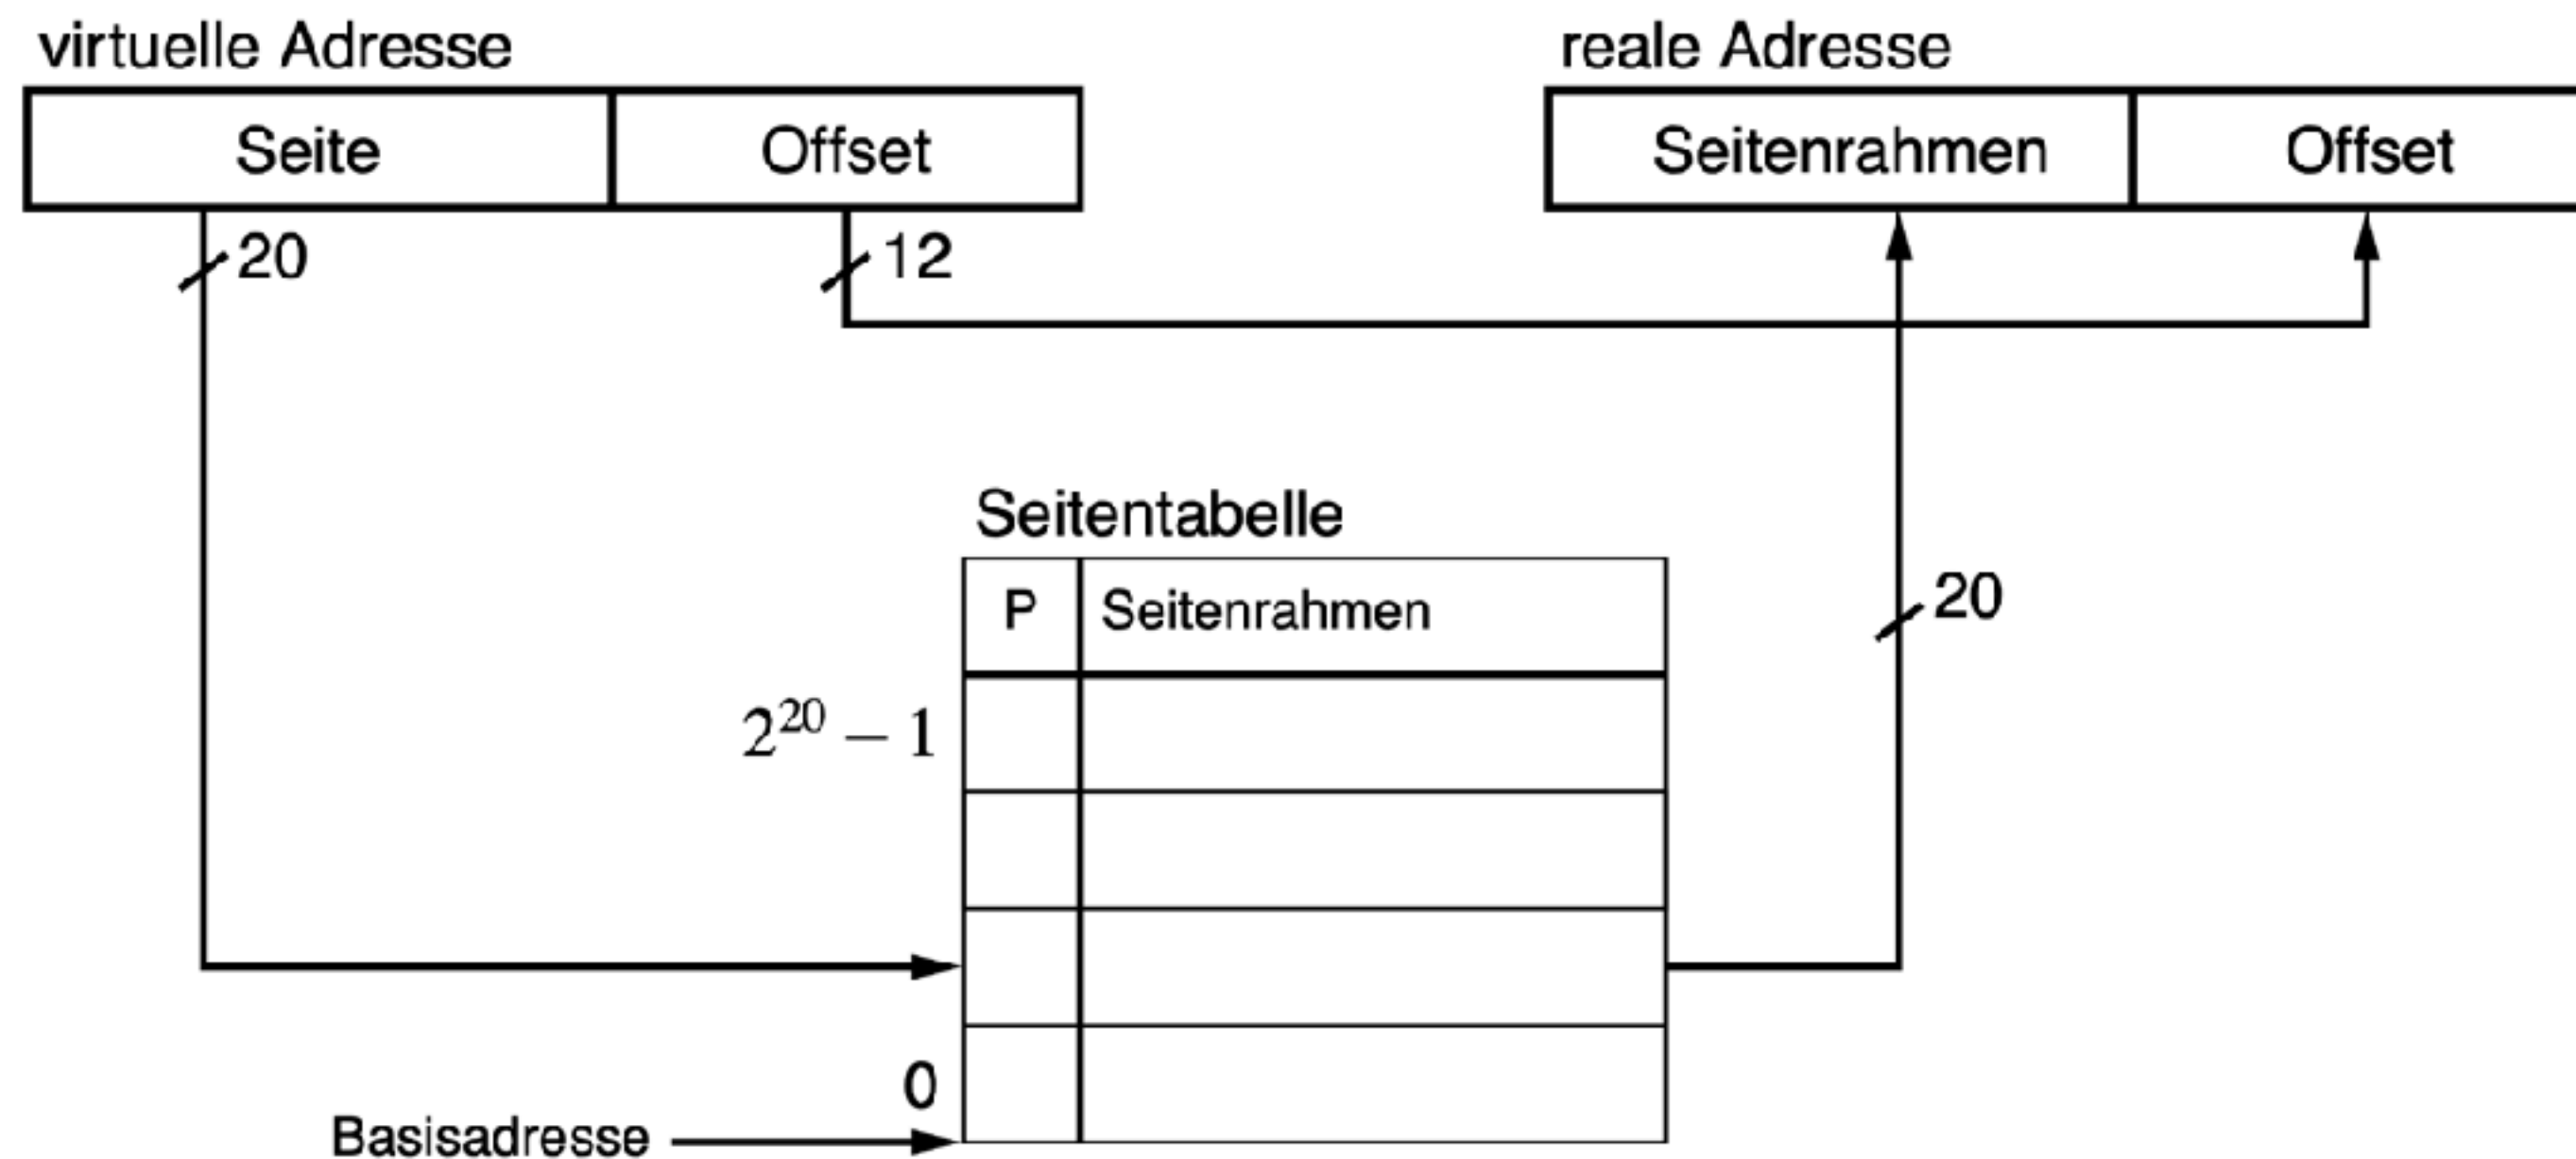 virtuelle Adresse
reale Adresse
Seite Offset
Seitenrahmen Offset
20
12
Seitentabelle
P Seitenrahmen
20
2^20 − 1
0
Basisadresse